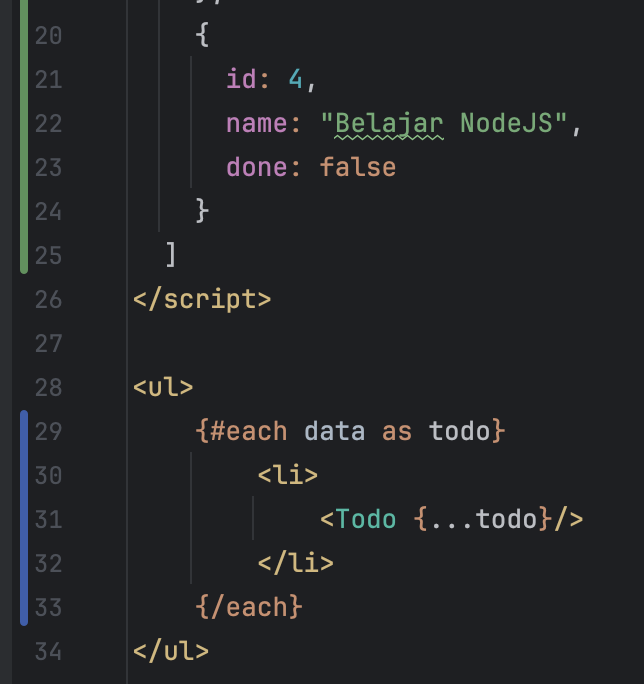 20 {
21 id: 4,
22 name: "Belajar NodeJS",
23 done: false
24 }
25 ]
26 </script>
27
28 <ul>
29 {#each data as todo}
30 <li>
31 <Todo {...todo}/>
32 </li>
33 {/each}
34 </ul>